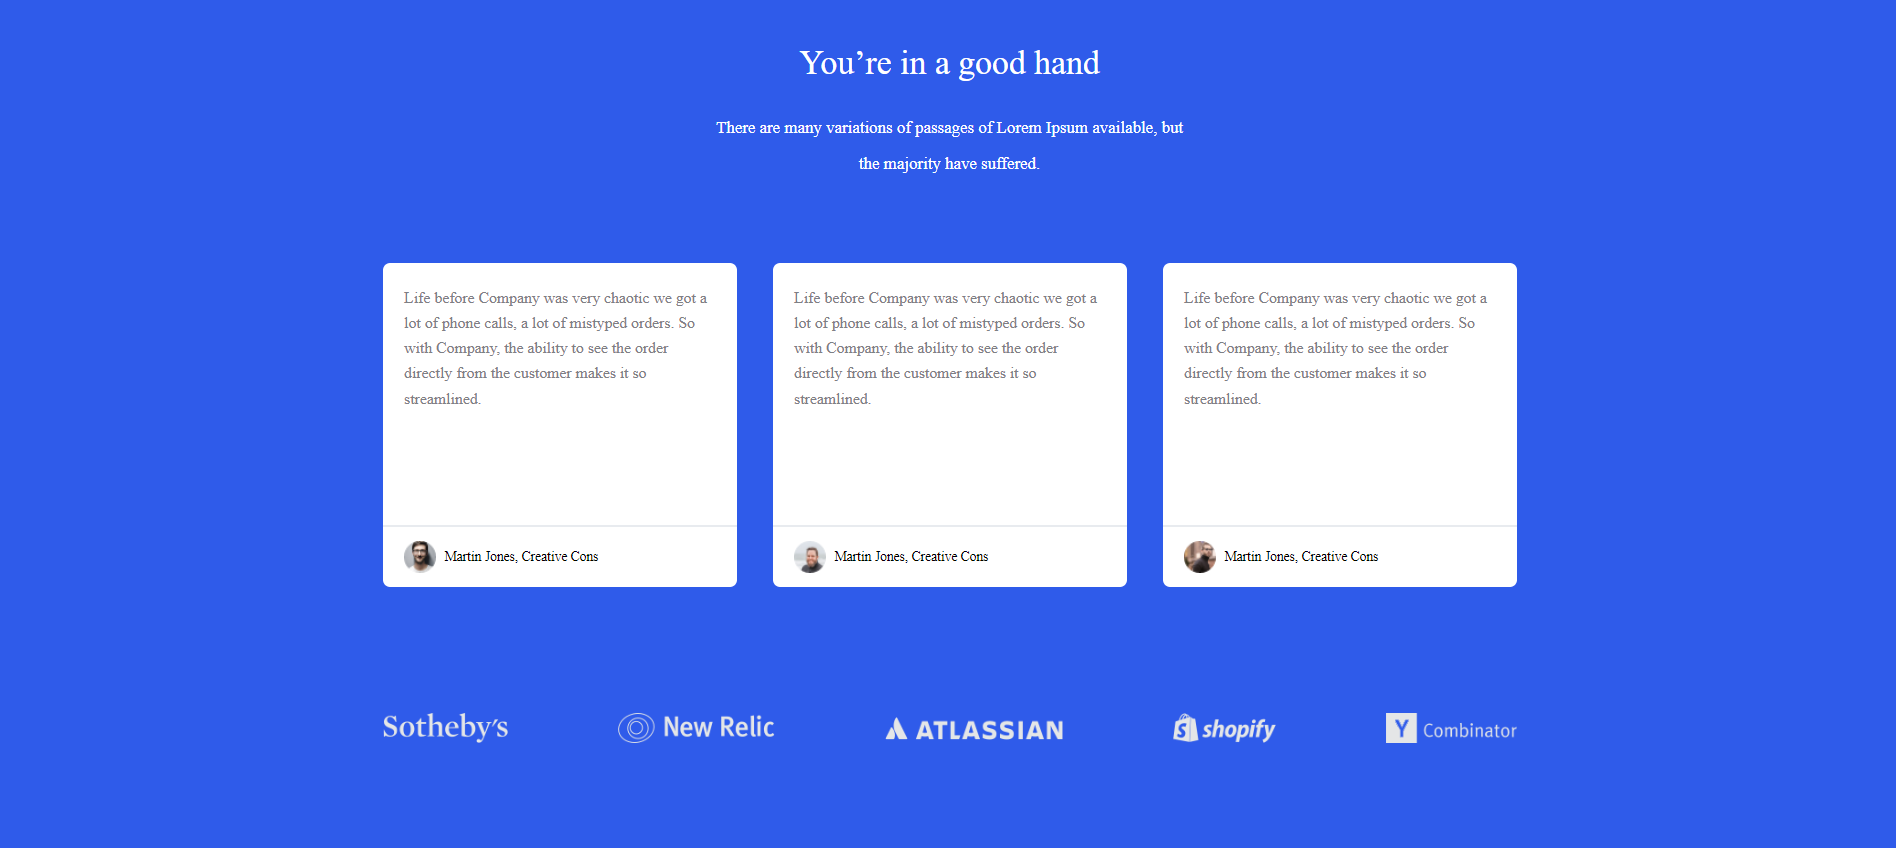 You’re in a good hand
There are many variations of passages of Lorem Ipsum available, but
the majority have suffered.
Life before Company was very chaotic we got a
lot of phone calls, a lot of mistyped orders. So
with Company, the ability to see the order
directly from the customer makes it so
streamlined.
Martin Jones, Creative Cons
Life before Company was very chaotic we got a
lot of phone calls, a lot of mistyped orders. So
with Company, the ability to see the order
directly from the customer makes it so
streamlined.
Martin Jones, Creative Cons
Life before Company was very chaotic we got a
lot of phone calls, a lot of mistyped orders. So
with Company, the ability to see the order
directly from the customer makes it so
streamlined.
Martin Jones, Creative Cons
Sotheby's
New Relic
ATLASSIAN
shopify
Y Combinator